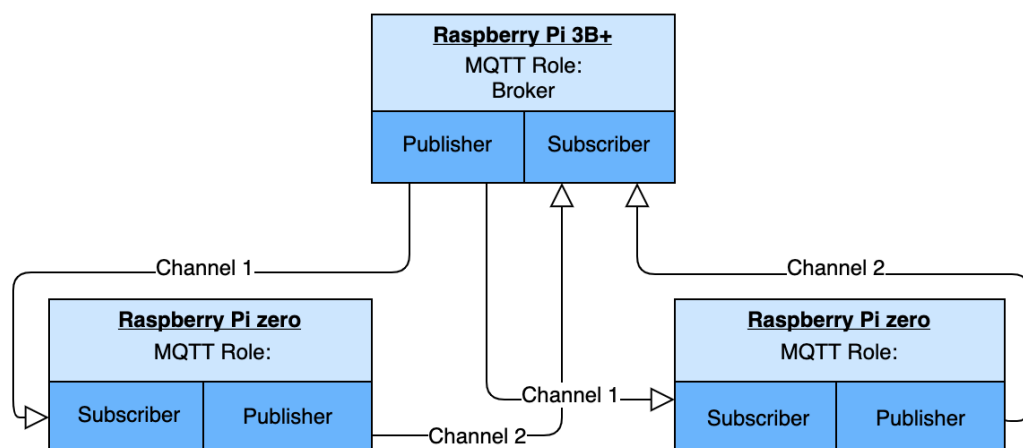 Raspberry Pi 3B+
MQTT Role:
Broker
Publisher
Subscriber
Channel 1
Channel 2
Raspberry Pi zero
MQTT Role:
Subscriber
Publisher
Channel 2
Channel 1
Raspberry Pi zero
MQTT Role:
Subscriber
Publisher